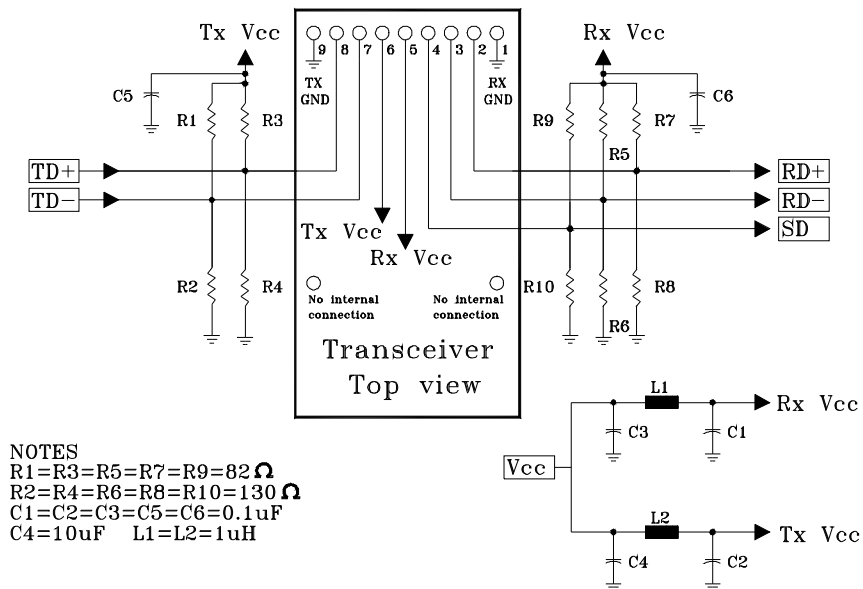 Tx Vcc
Rx Vcc
9 8 7 6 5 4 3 2 1
TX
GND
RX
GND
C5
C6
R1
R3
R9
R5
R7
TD+
RD+
TD-
RD-
Tx Vcc
SD
Rx Vcc
R2
R4
R10
R8
R6
No internal
connection
No internal
connection
Transceiver
Top view
L1
Rx Vcc
C3
C1
Vcc
L2
Tx Vcc
C4
C2
NOTES
R1=R3=R5=R7=R9=82Ω
R2=R4=R6=R8=R10=130Ω
C1=C2=C3=C5=C6=0.1uF
C4=10uF L1=L2=1uH